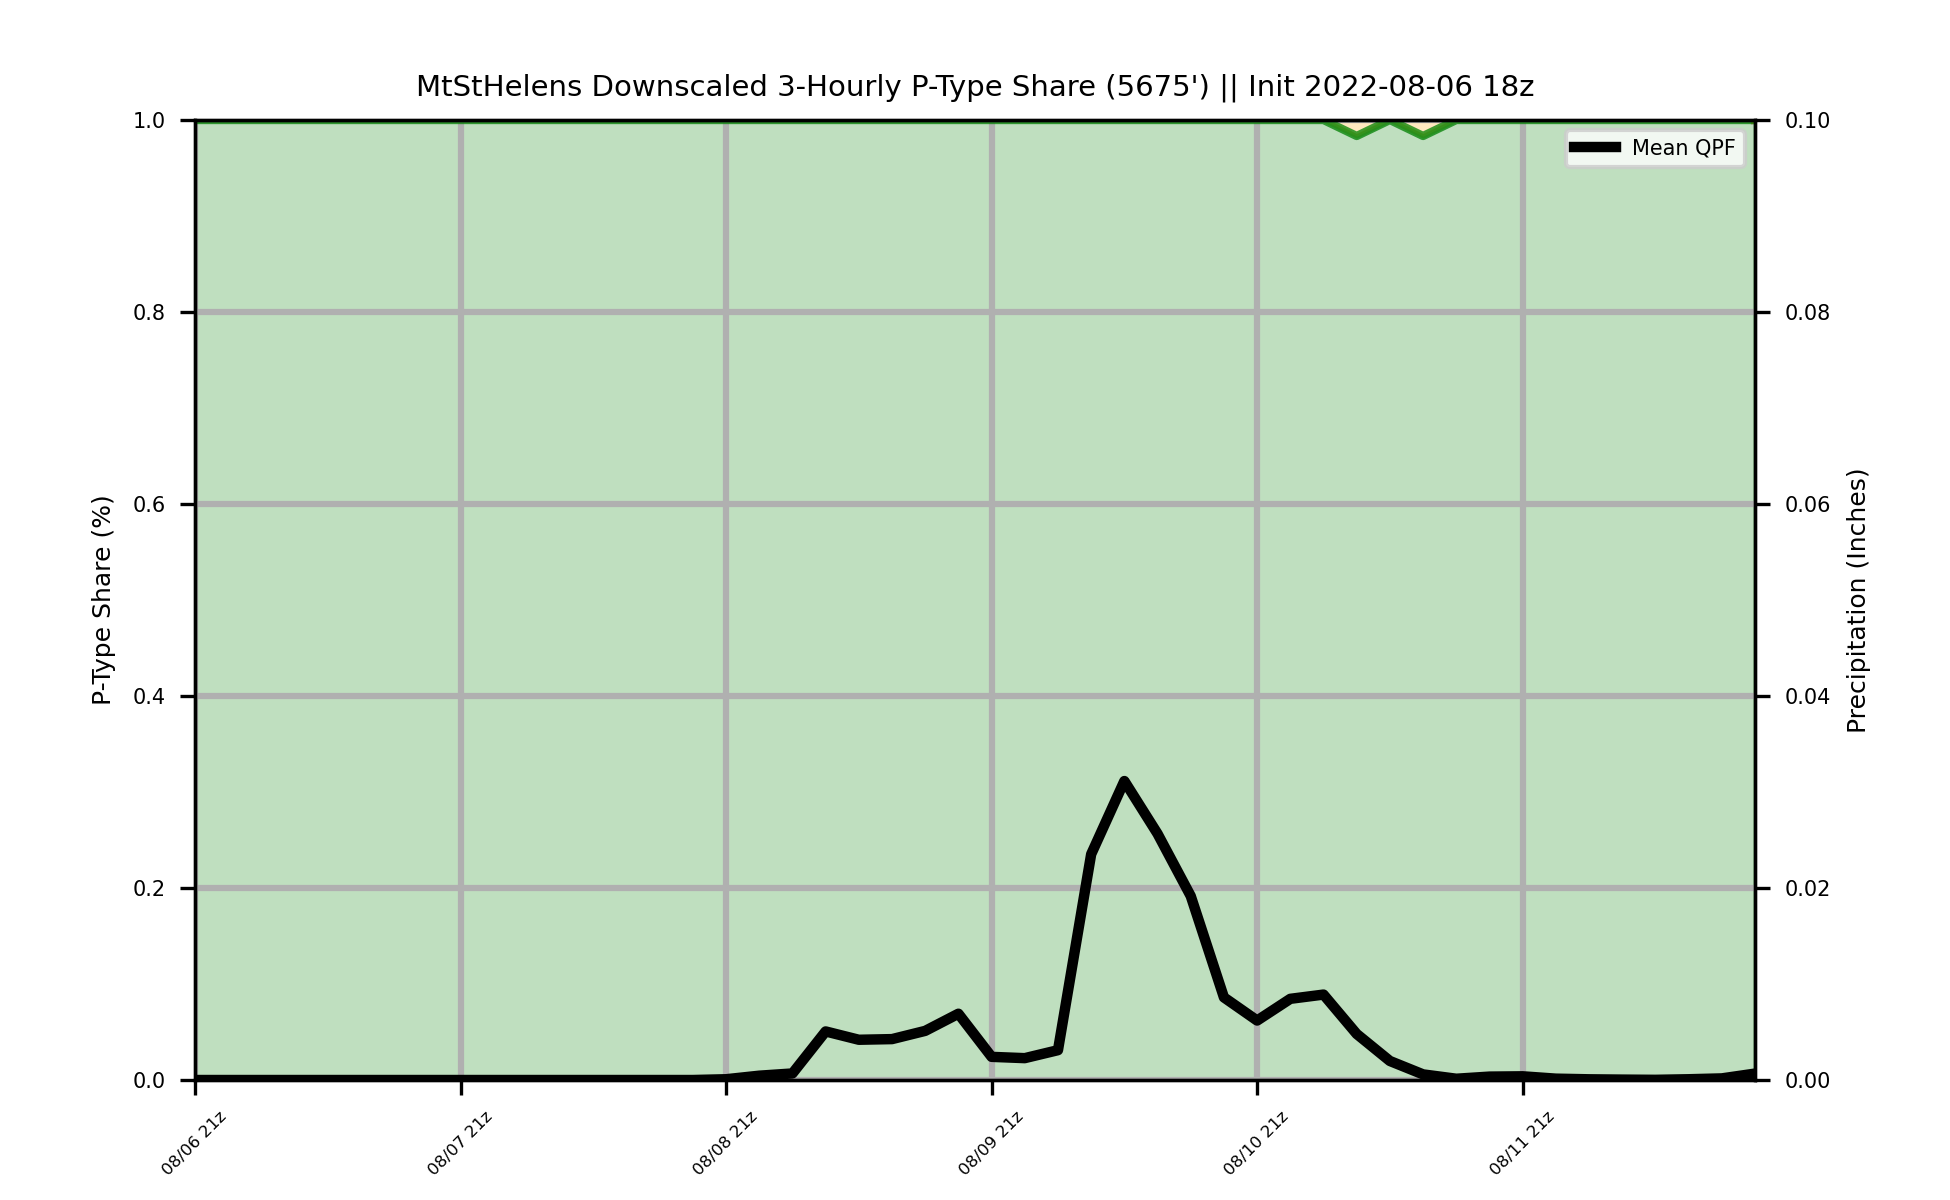 MtStHelens Downscaled 3-Hourly P-Type Share (5675') || Init 2022-08-06 18z
Mean QPF
P-Type Share (%)
1.0
0.8
0.6
0.4
0.2
0.0
0.10
0.08
0.06
0.04
0.02
0.00
Precipitation (Inches)
08/06 21z
08/07 21z
08/08 21z
08/09 21z
08/10 21z
08/11 21z